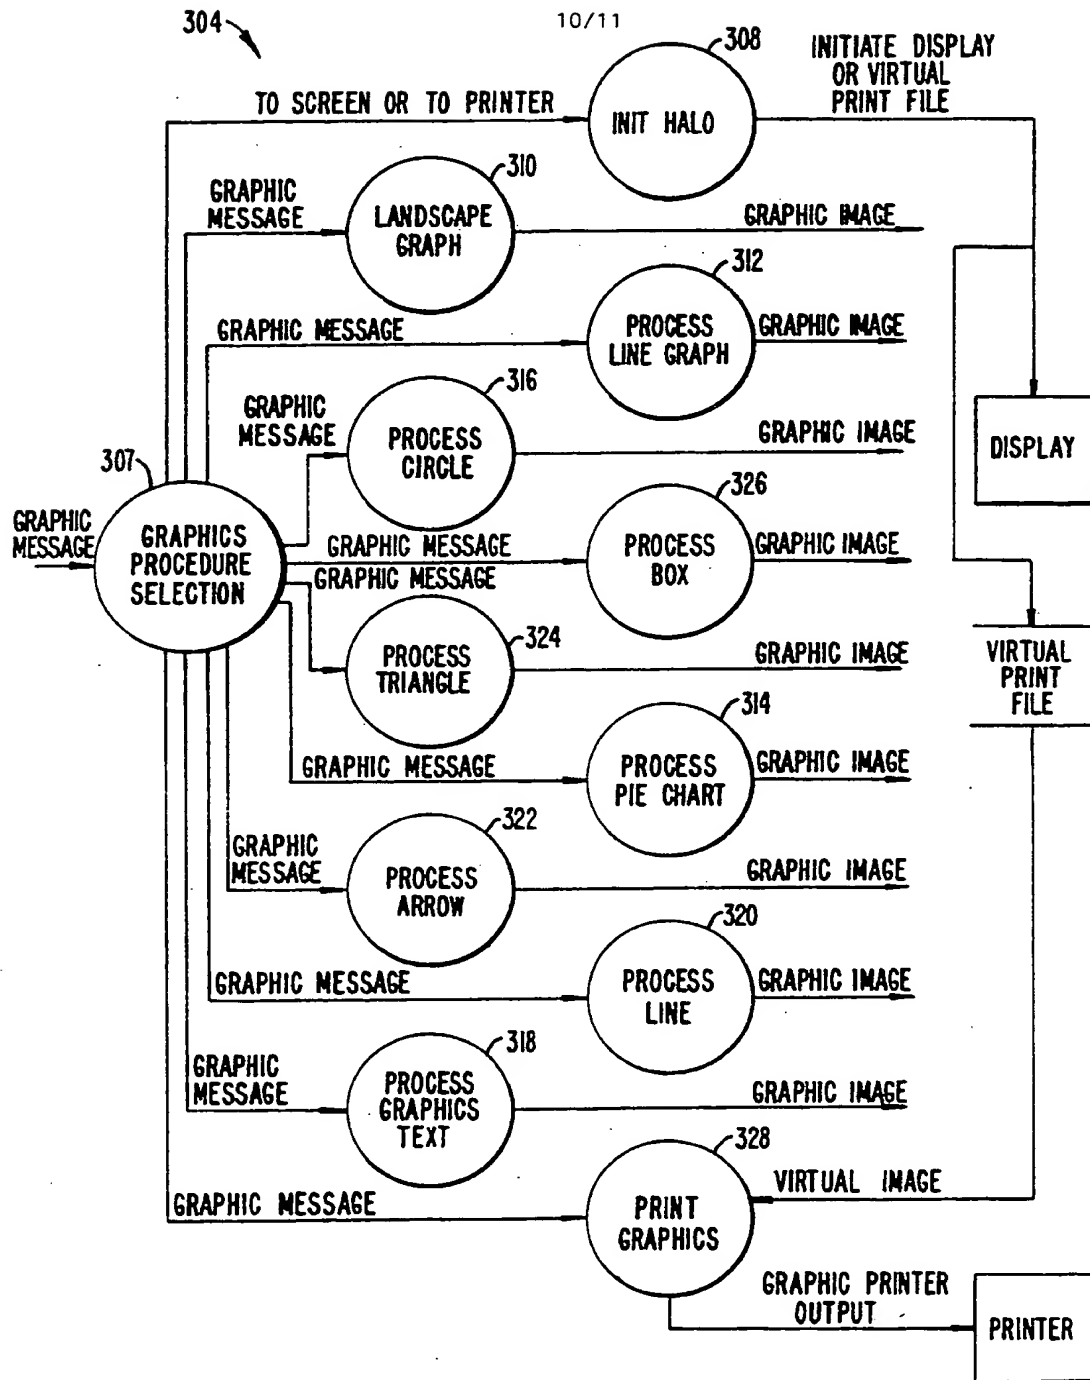 10/11
304
308
INITIATE DISPLAY
OR VIRTUAL
PRINT FILE
TO SCREEN OR TO PRINTER
INIT HALO
310
GRAPHIC
MESSAGE
LANDSCAPE
GRAPH
GRAPHIC IMAGE
312
GRAPHIC MESSAGE
PROCESS
LINE GRAPH
GRAPHIC IMAGE
316
GRAPHIC
MESSAGE
PROCESS
CIRCLE
GRAPHIC IMAGE
DISPLAY
307
GRAPHIC
MESSAGE
GRAPHICS
PROCEDURE
SELECTION
326
GRAPHIC MESSAGE
PROCESS
BOX
GRAPHIC IMAGE
GRAPHIC MESSAGE
324
PROCESS
TRIANGLE
GRAPHIC IMAGE
VIRTUAL
PRINT
FILE
314
GRAPHIC MESSAGE
PROCESS
PIE CHART
GRAPHIC IMAGE
322
GRAPHIC
MESSAGE
PROCESS
ARROW
GRAPHIC IMAGE
320
GRAPHIC MESSAGE
PROCESS
LINE
GRAPHIC IMAGE
318
GRAPHIC
MESSAGE
PROCESS
GRAPHICS
TEXT
GRAPHIC IMAGE
328
GRAPHIC MESSAGE
PRINT
GRAPHICS
VIRTUAL IMAGE
GRAPHIC PRINTER
OUTPUT
PRINTER